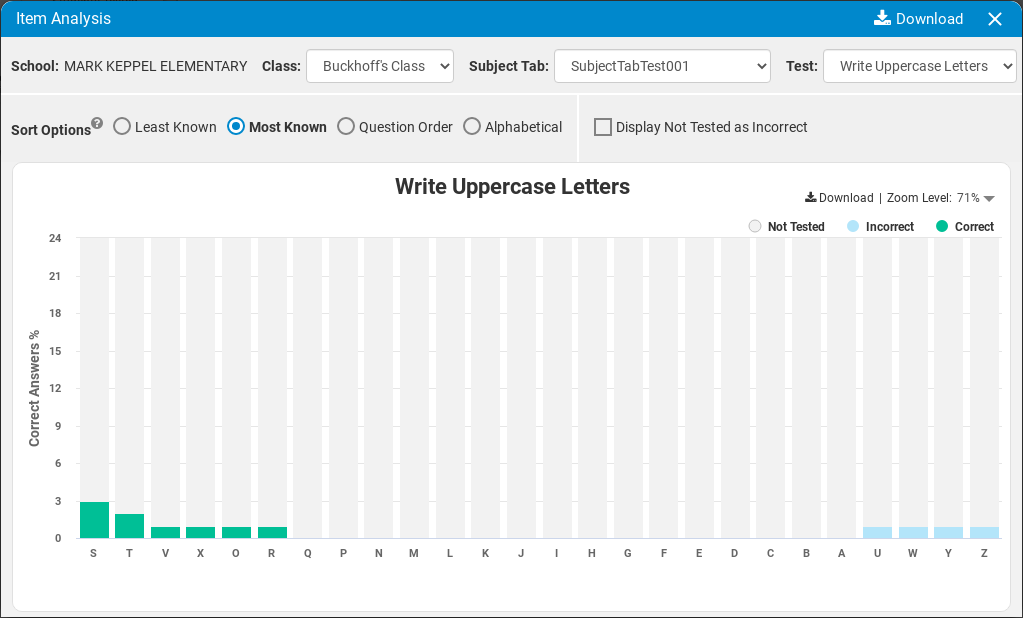 Item Analysis Download
School: MARK KEPPEL ELEMENTARY Class: Buckhoff's Class Subject Tab: SubjectTabTest001 Test: Write Uppercase Letters
Sort Options ? Least Known Most Known Question Order Alphabetical Display Not Tested as Incorrect
Write Uppercase Letters
Download | Zoom Level: 71%
Not Tested Incorrect Correct
Correct Answers %
24
21
18
15
12
9
6
3
0
S T V X O R Q P N M L K J I H G F E D C B A U W Y Z